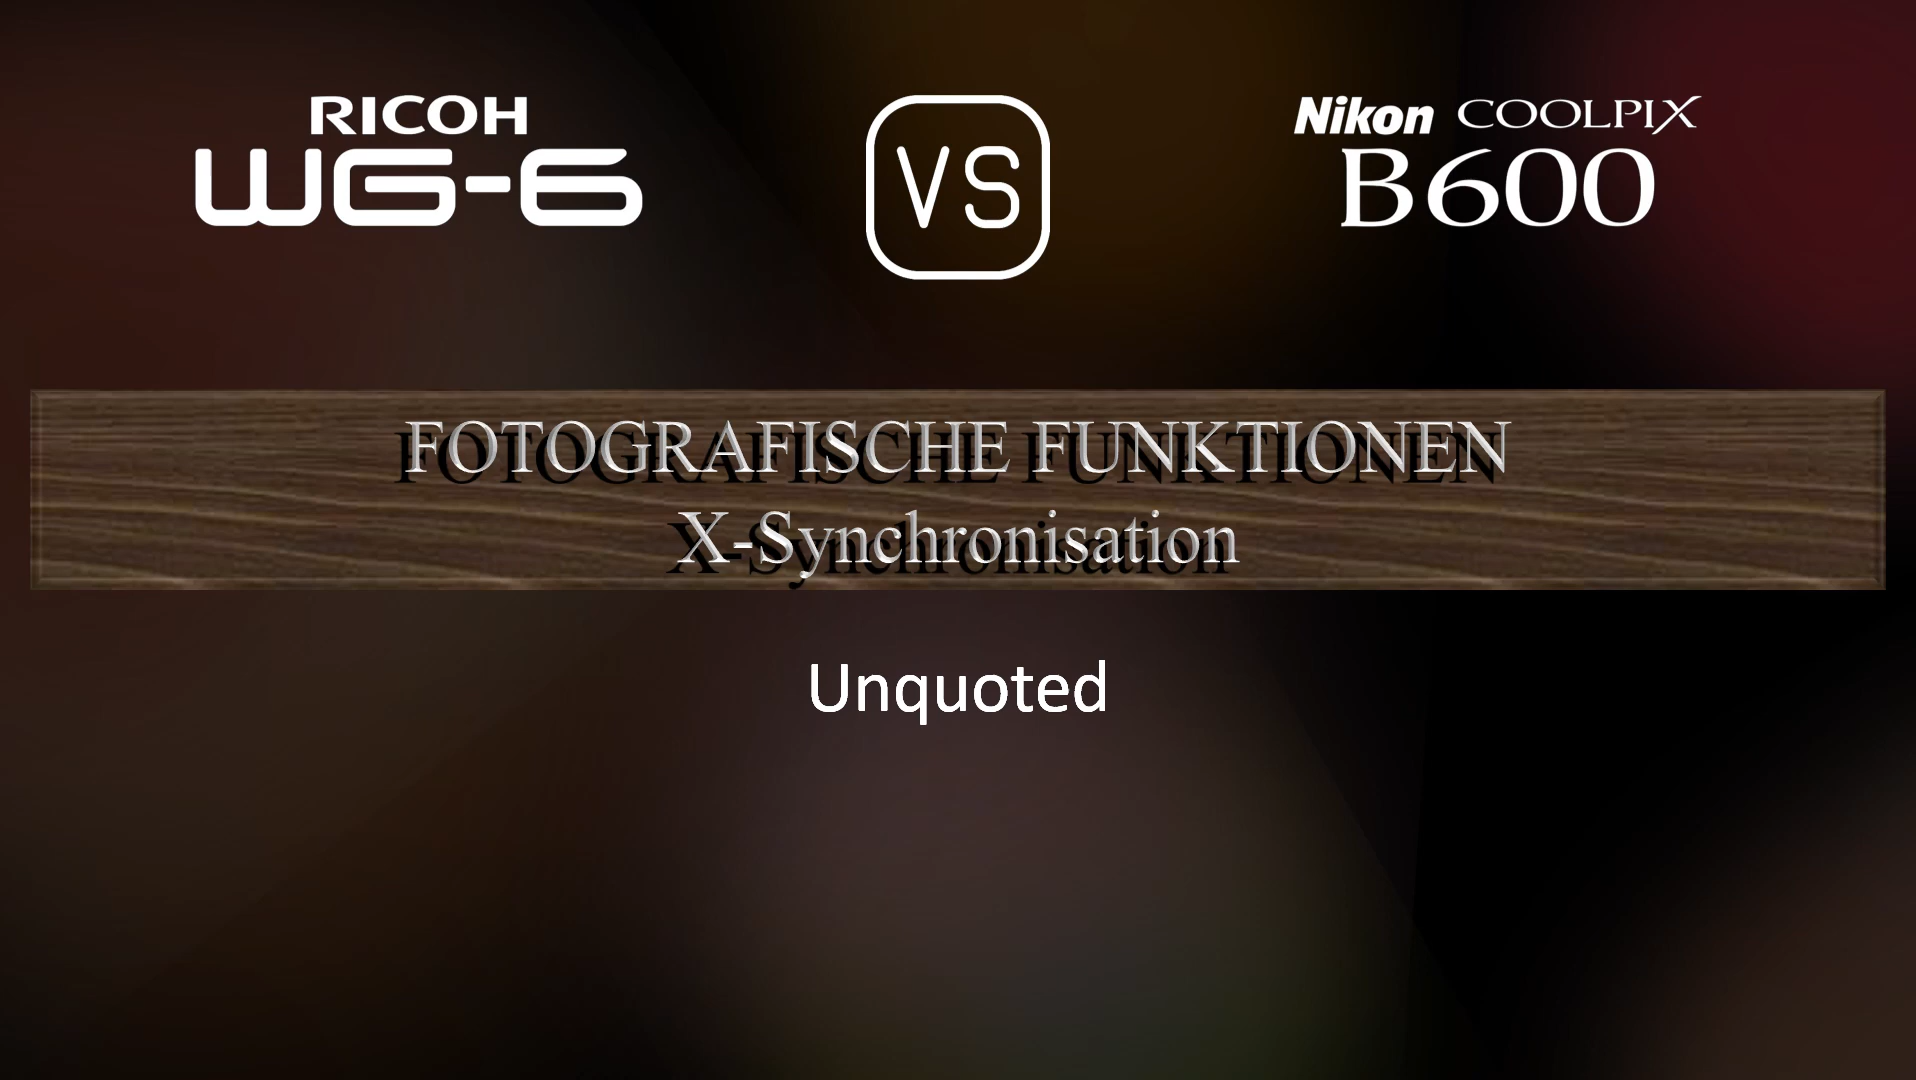 RICOH
WG-6
VS
Nikon COOLPIX
B600
FOTOGRAFISCHE FUNKTIONEN
X-Synchronisation
Unquoted